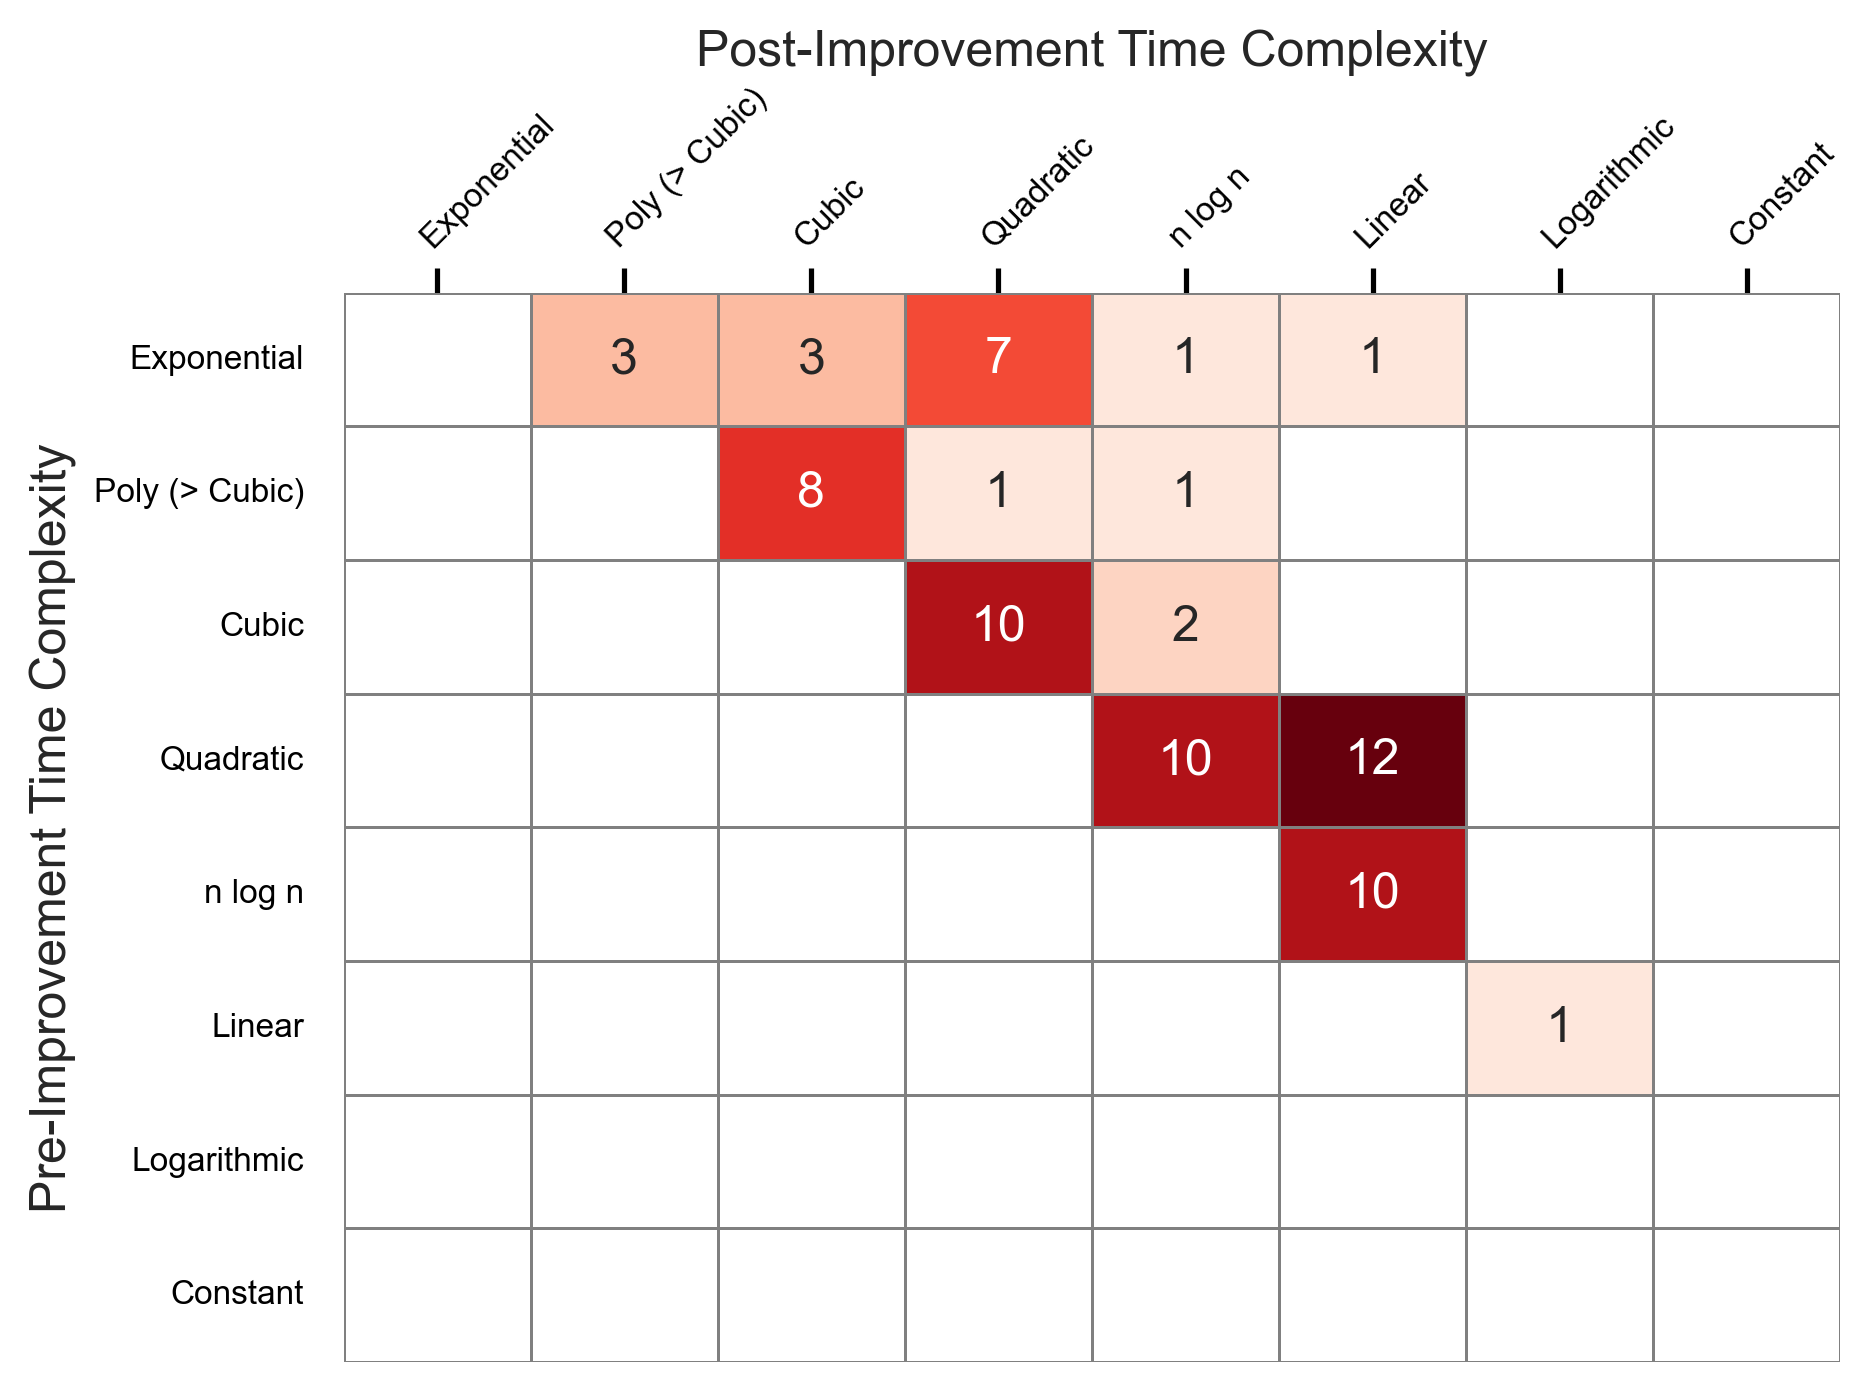 Post-Improvement Time Complexity
Exponential
Poly (> Cubic)
Cubic
Quadratic
n log n
Linear
Logarithmic
Constant
Pre-Improvement Time Complexity
Exponential 3 3 7 1 1
Poly (> Cubic) 8 1 1
Cubic 10 2
Quadratic 10 12
n log n 10
Linear 1
Logarithmic
Constant